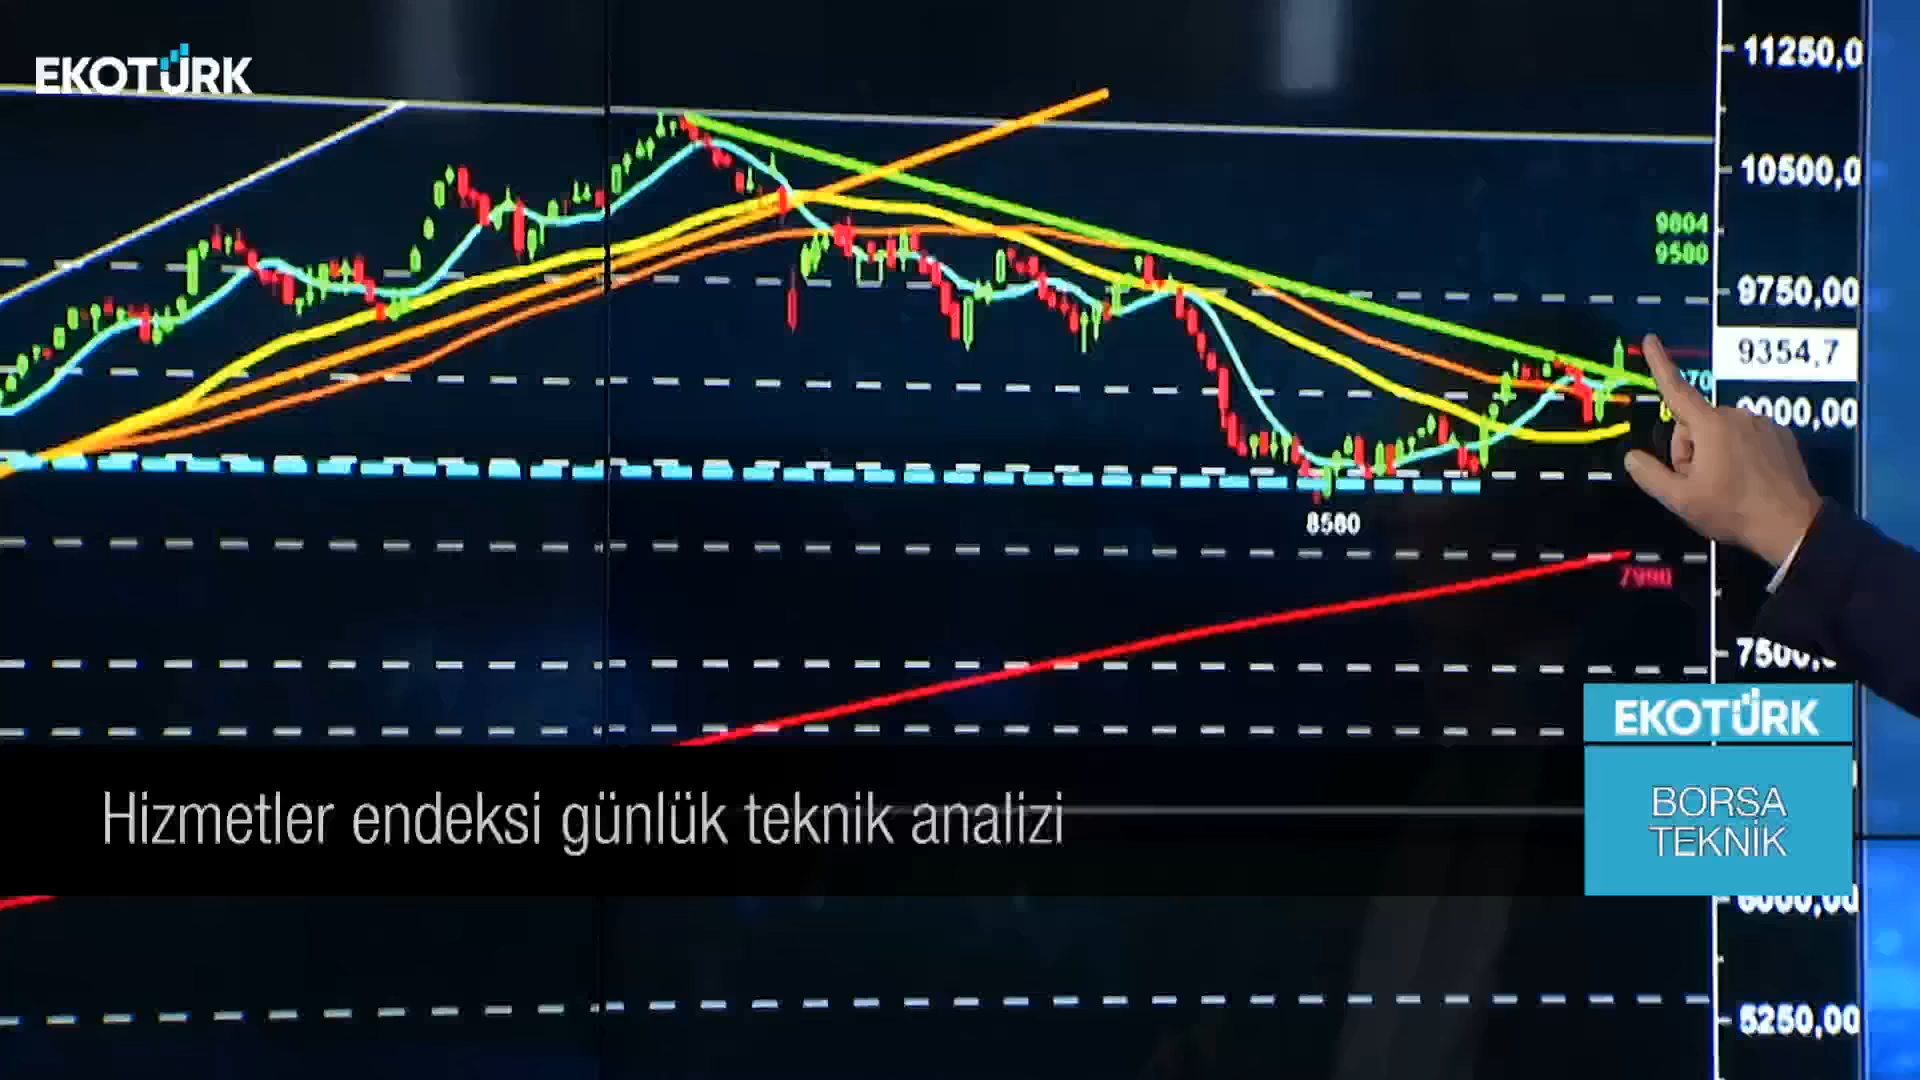 EKOTÜRK
11250,0
10500,0
9804
9580
9750,00
9354,7
8580
7990
EKOTÜRK
Hizmetler endeksi günlük teknik analizi
BORSA
TEKNİK
5250,00